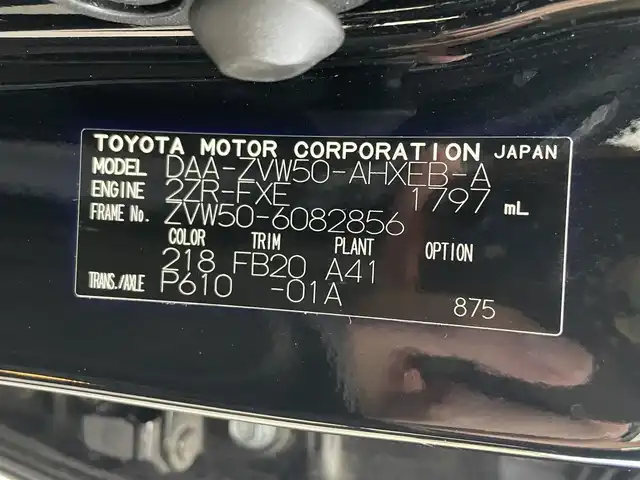 TOYOTA MOTOR CORPORATION JAPAN
MODEL DAA-ZVW50-AHXEB-A
ENGINE 2ZR-FXE 1797 mL
FRAME No. ZVW50-6082856
COLOR TRIM PLANT OPTION
218 FB20 A41
TRANS./AXLE P610 -01A
875